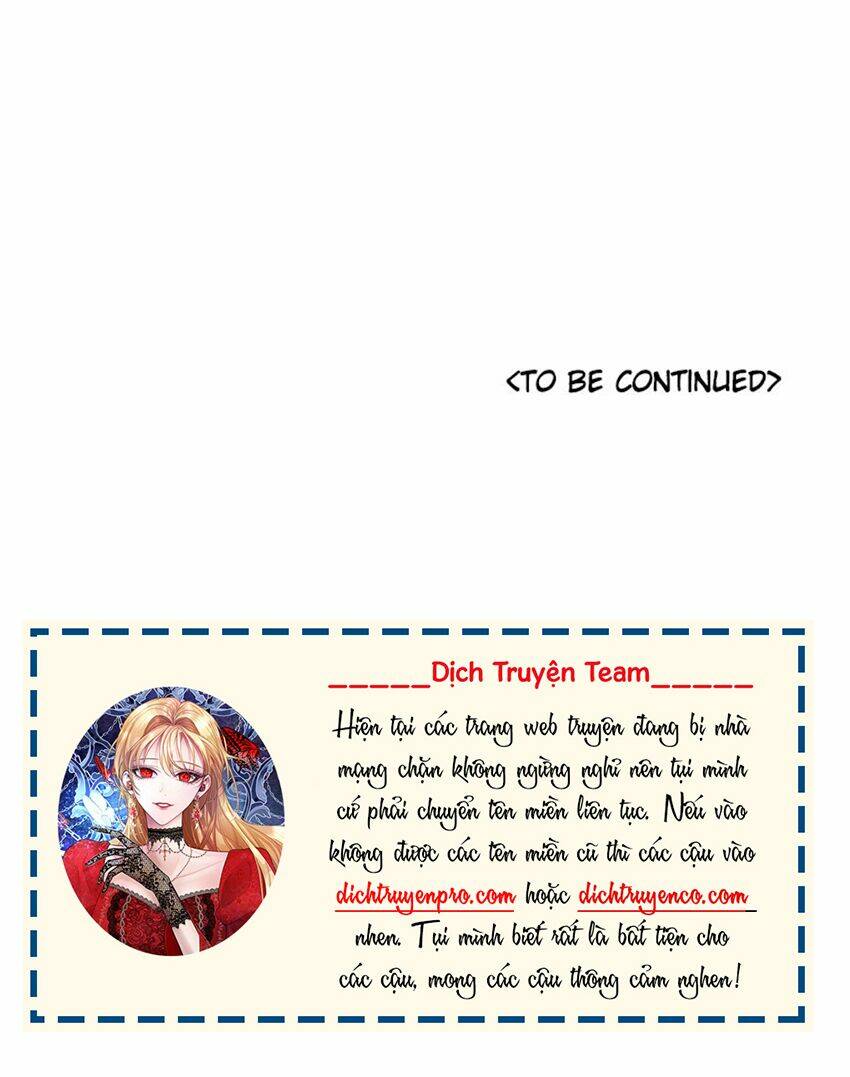 <TO BE CONTINUED>
_____Dịch Truyện Team_____
Hiện tại các trang web truyện đang bị nhà
mạng chặn không ngừng nghỉ nên tụi mình
cứ phải chuyển tên miền liên tục. Nếu vào
không được các tên miền cũ thì các cậu vào
dichtruyenpro.com hoặc dichtruyenco.com_
nhen. Tụi mình biết rất là bất tiện cho
các cậu, mong các cậu thông cảm nghen!